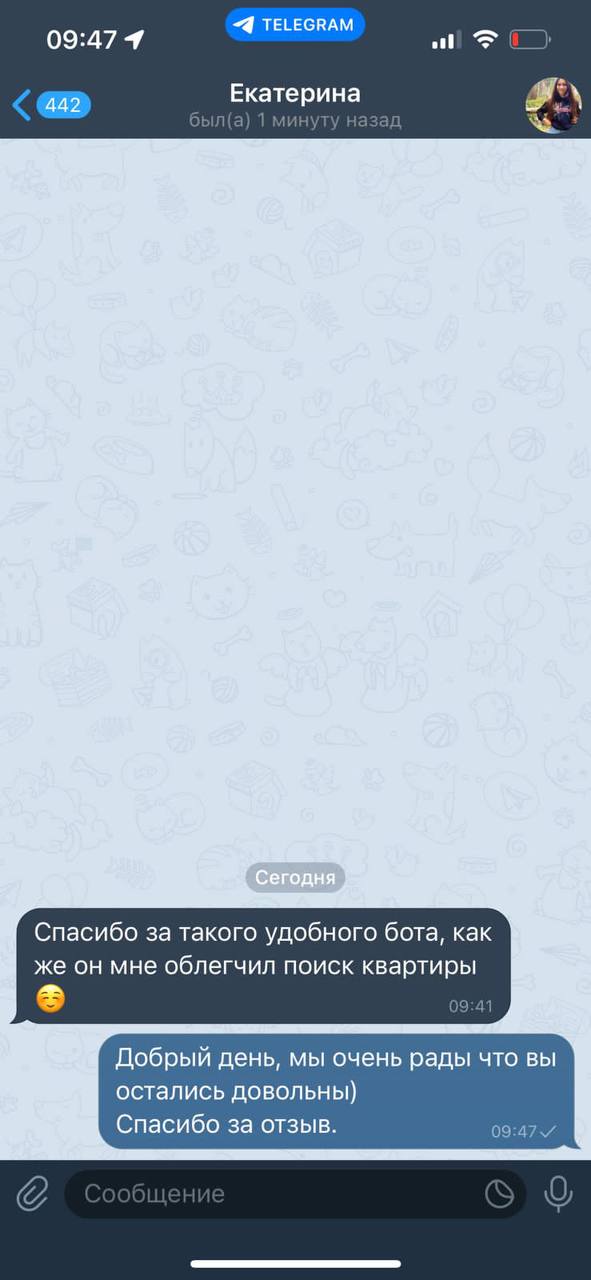 09:47
TELEGRAM
442
Екатерина
был(а) 1 минуту назад
Сегодня
Спасибо за такого удобного бота, как
же он мне облегчил поиск квартиры
☺️
09:41
Добрый день, мы очень рады что вы
остались довольны)
Спасибо за отзыв.
09:47
Сообщение